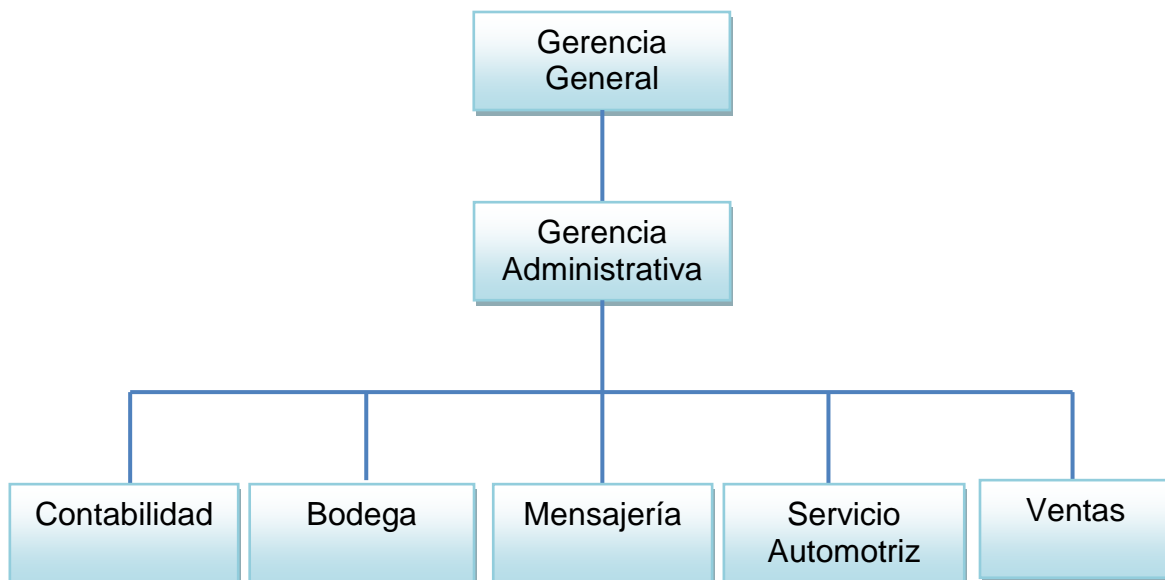 Gerencia
General
Gerencia
Administrativa
Contabilidad
Bodega
Mensajería
Servicio
Automotriz
Ventas